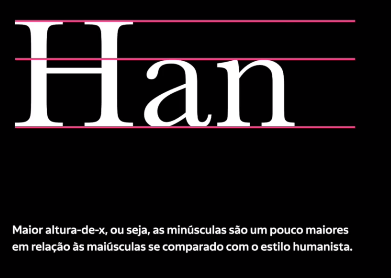 Han
Maior altura-de-x, ou seja, as minúsculas são um pouco maiores
em relação às maiúsculas se comparado com o estilo humanista.